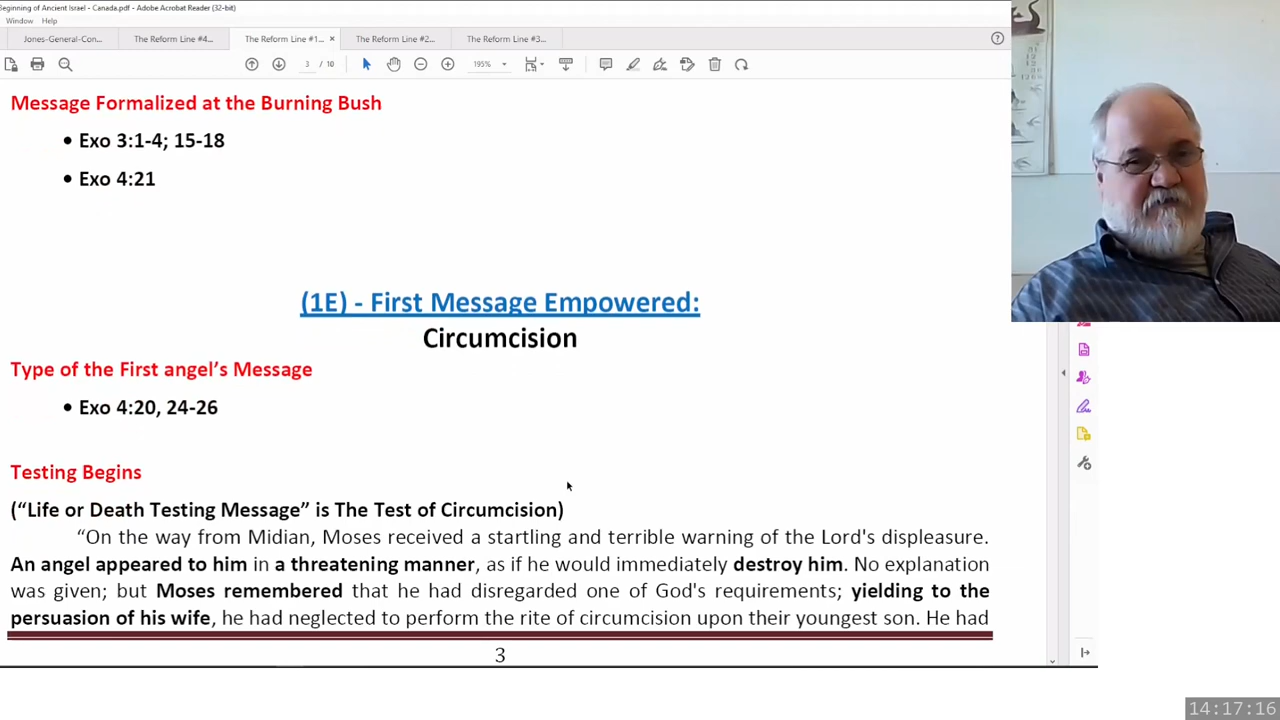 Beginning of Ancient Israel - Canada.pdf - Adobe Acrobat Reader (32-bit)
Window Help
Jones-General-Con... The Reform Line #4... The Reform Line #1... × The Reform Line #2... The Reform Line #3...
3 / 10 195%
Message Formalized at the Burning Bush
• Exo 3:1-4; 15-18
• Exo 4:21
(1E) - First Message Empowered:
Circumcision
Type of the First angel’s Message
• Exo 4:20, 24-26
Testing Begins
(“Life or Death Testing Message” is The Test of Circumcision)
“On the way from Midian, Moses received a startling and terrible warning of the Lord's displeasure.
An angel appeared to him in a threatening manner, as if he would immediately destroy him. No explanation
was given; but Moses remembered that he had disregarded one of God's requirements; yielding to the
persuasion of his wife, he had neglected to perform the rite of circumcision upon their youngest son. He had
3
14:17:16